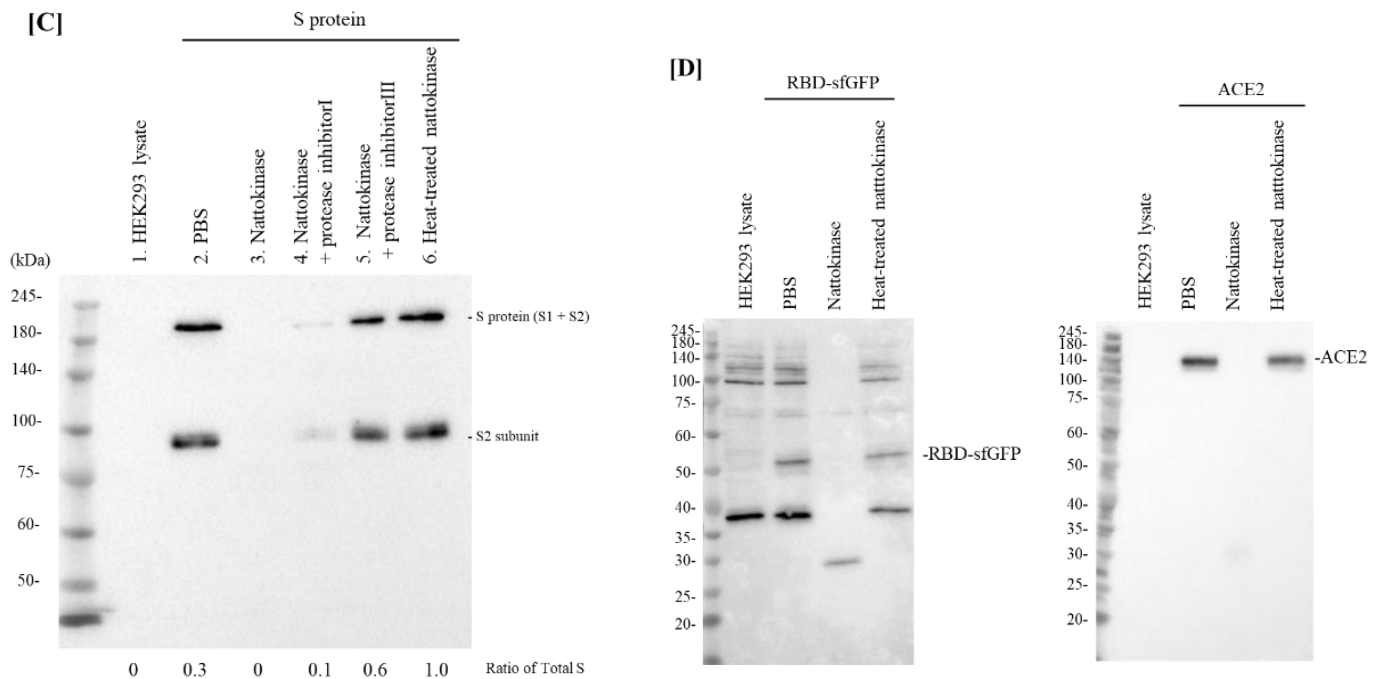 [C]
S protein
1. HEK293 lysate
2. PBS
3. Nattokinase
4. Nattokinase
+ protease inhibitorI
5. Nattokinase
+ protease inhibitorIII
6. Heat-treated nattokinase
(kDa)
245-
180-
140-
100-
75-
60-
50-
- S protein (S1 + S2)
- S2 subunit
0 0.3 0 0.1 0.6 1.0 Ratio of Total S
[D]
RBD-sfGFP
HEK293 lysate
PBS
Nattokinase
Heat-treated natttokinase
245-
180-
140-
100-
75-
60-
50-
40-
35-
30-
25-
20-
-RBD-sfGFP
ACE2
HEK293 lysate
PBS
Nattokinase
Heat-treated natttokinase
245-
180-
140-
100-
75-
60-
50-
40-
35-
30-
25-
20-
-ACE2